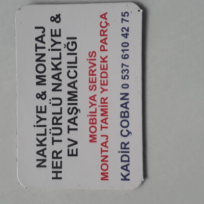 NAKLİYE & MONTAJ
HER TÜRLÜ NAKLİYE &
EV TAŞIMACILIĞI
MOBİLYA SERVİS
MONTAJ TAMİR YEDEK PARÇA
KADİR ÇOBAN 0 537 610 42 75